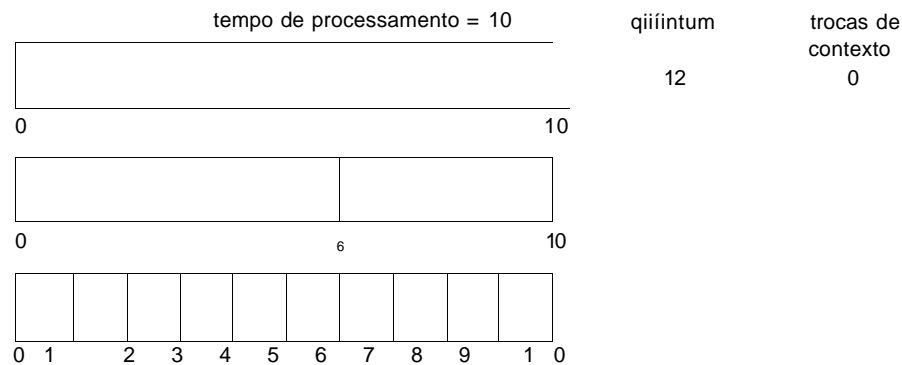 tempo de processamento = 10 qiiíintum trocas de
contexto
12 0
0 10
0 6 10
0 1 2 3 4 5 6 7 8 9 1 0